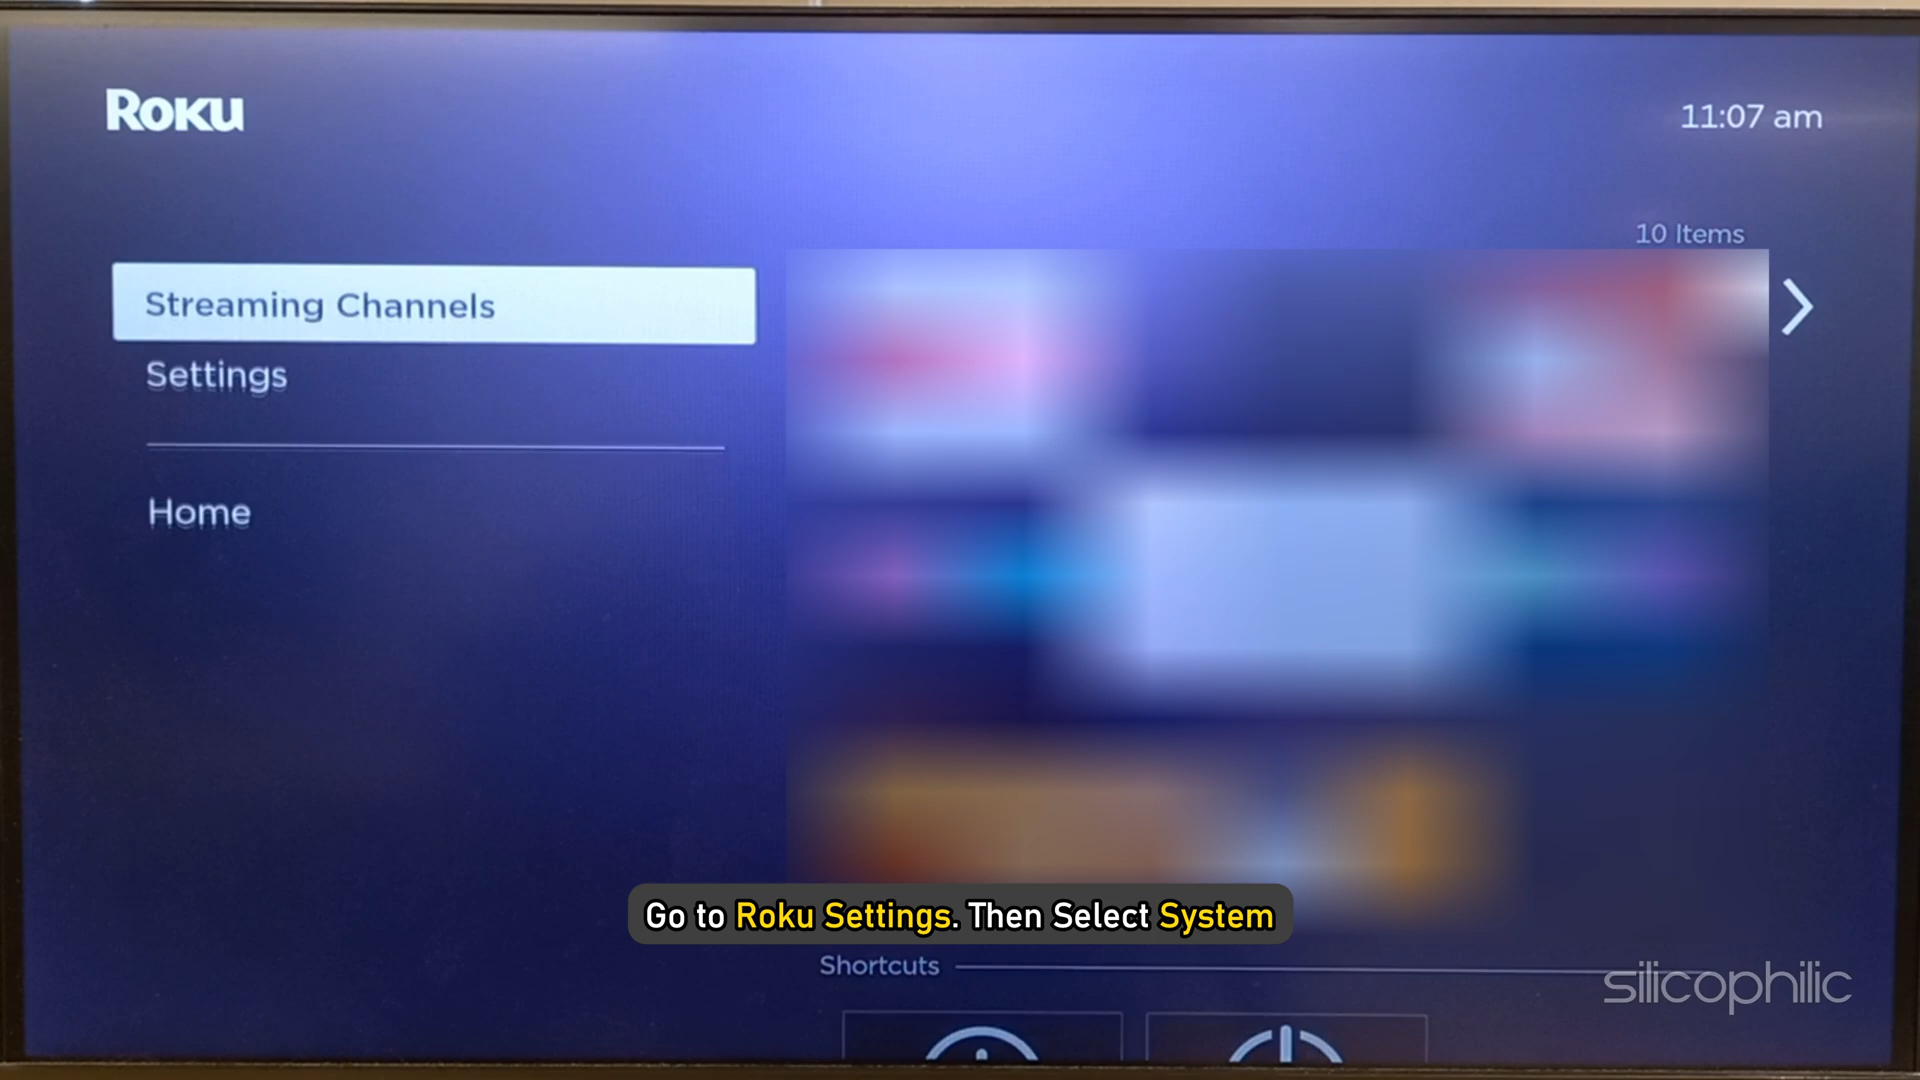 Roku
11:07 am
10 Items
Streaming Channels
Settings
Home
Go to Roku Settings. Then Select System
Shortcuts
silicophilic